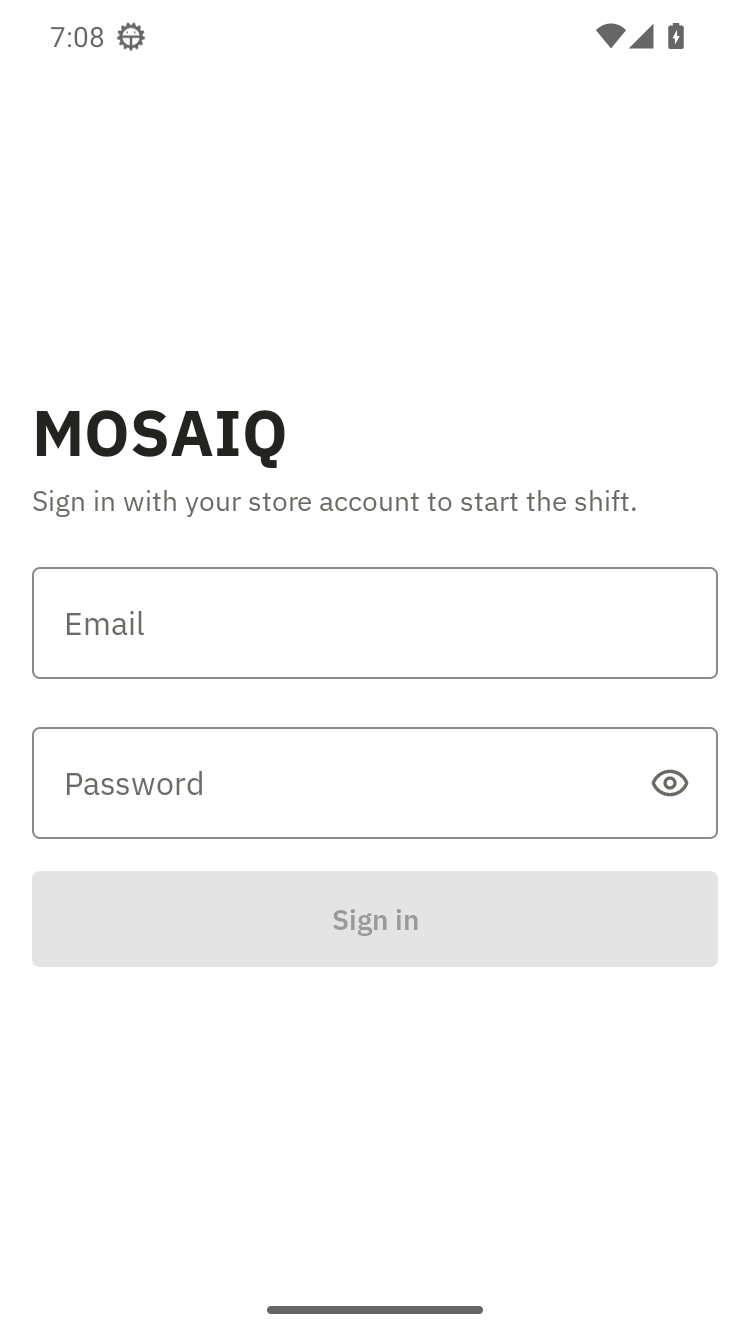 7:08
MOSAIQ
Sign in with your store account to start the shift.
Email
Password
Sign in